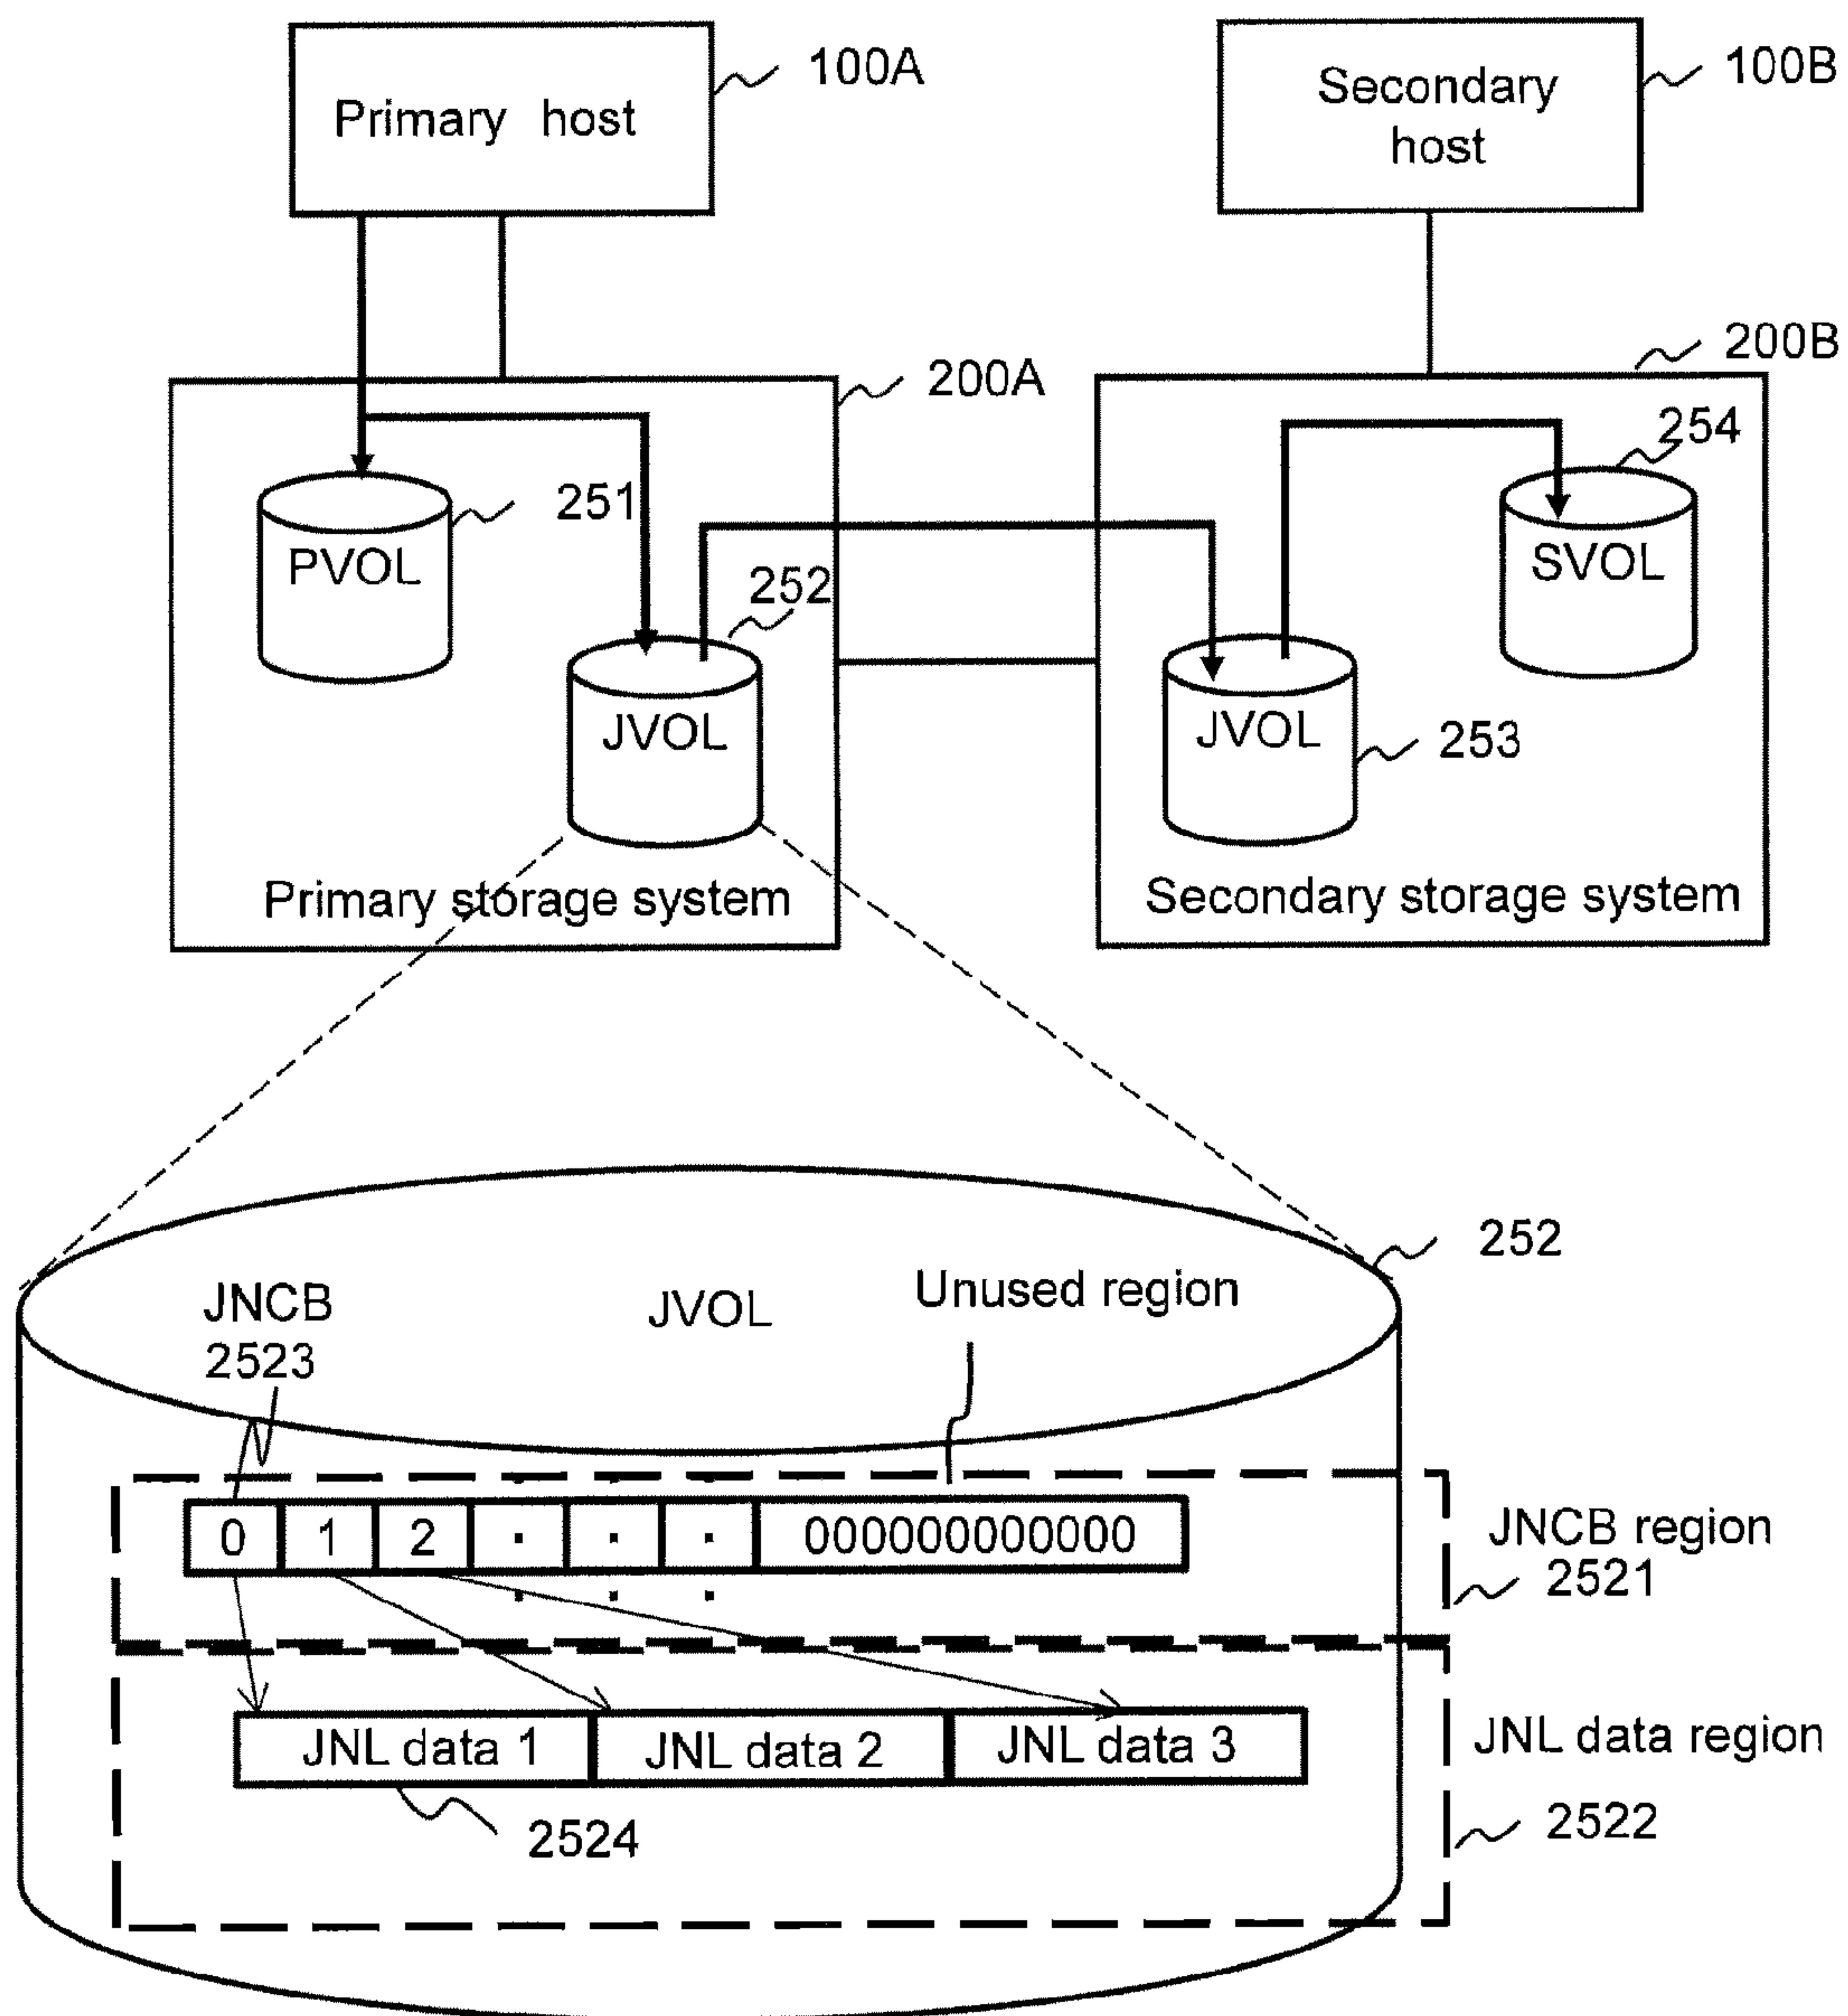 Primary host
100A
Secondary
host
100B
200A
200B
251
PVOL
252
JVOL
Primary storage system
254
SVOL
JVOL
253
Secondary storage system
252
JNCB
2523
JVOL
Unused region
0 1 2 . . . 000000000000
JNCB region
2521
JNL data 1 JNL data 2 JNL data 3
JNL data region
2524
2522